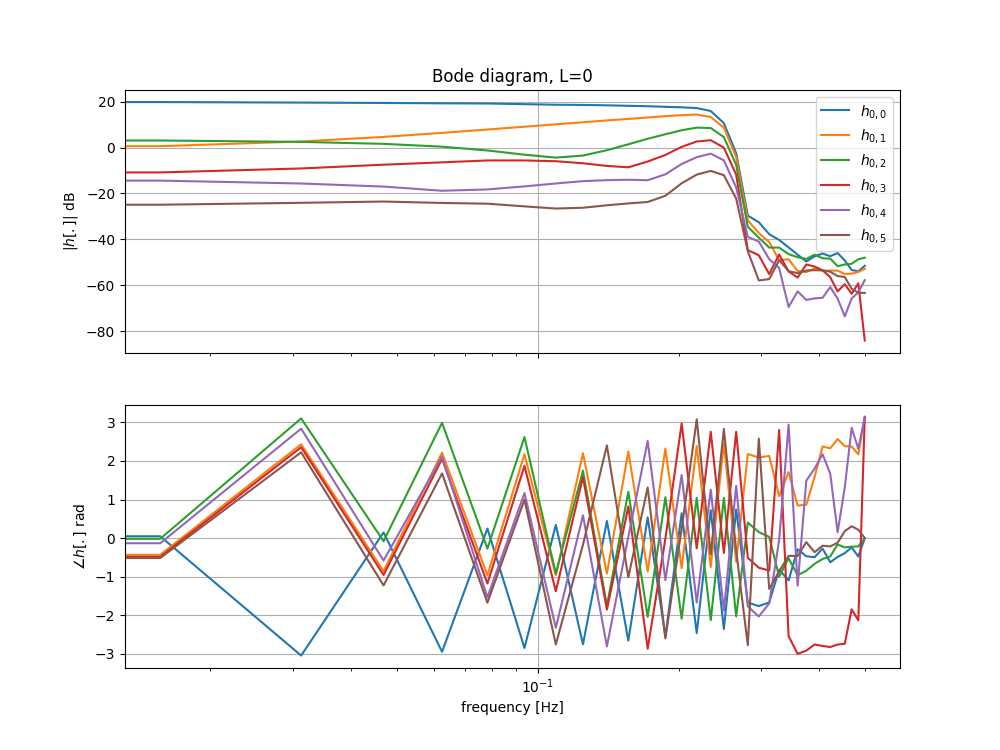 Bode diagram, L=0
|h[.]| dB
20
0
−20
−40
−60
−80
h0,0
h0,1
h0,2
h0,3
h0,4
h0,5
∠h[.] rad
3
2
1
0
−1
−2
−3
10−1
frequency [Hz]